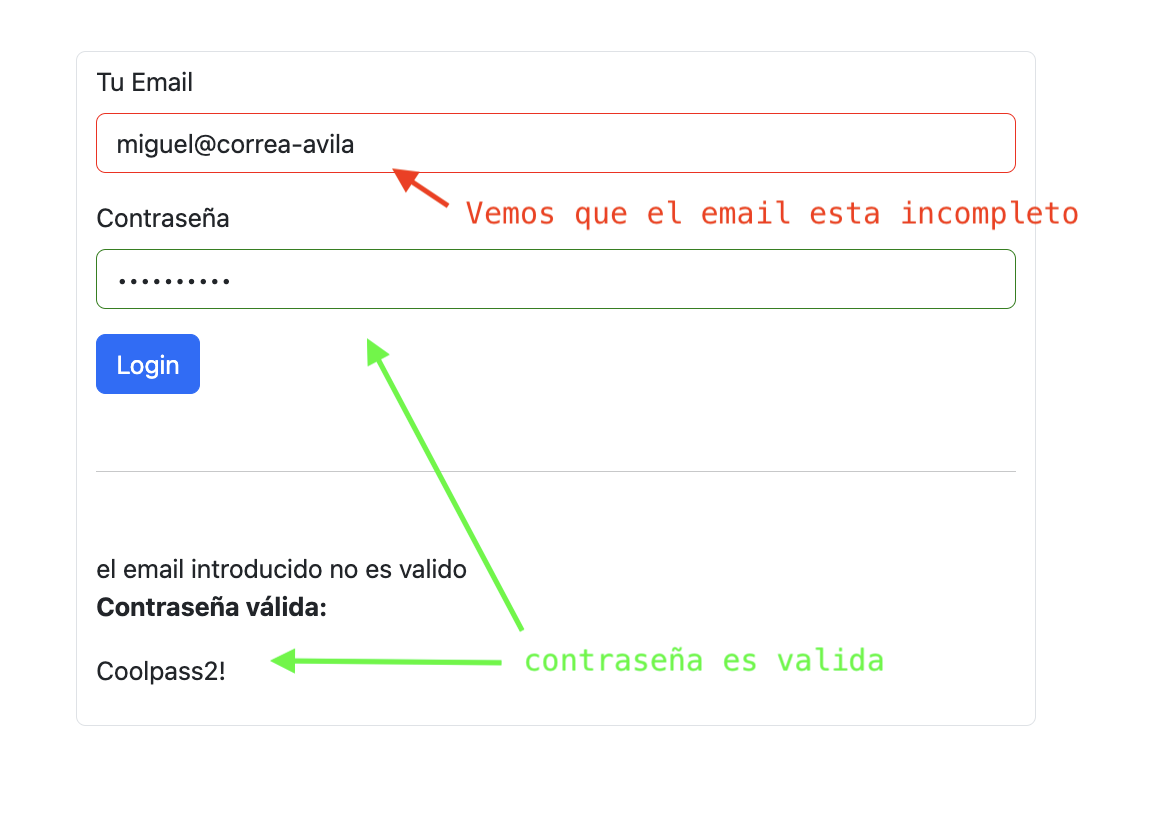 Tu Email
miguel@correa-avila
Vemos que el email esta incompleto
Contraseña
••••••••••
Login
el email introducido no es valido
Contraseña válida:
contraseña es valida
Coolpass2!